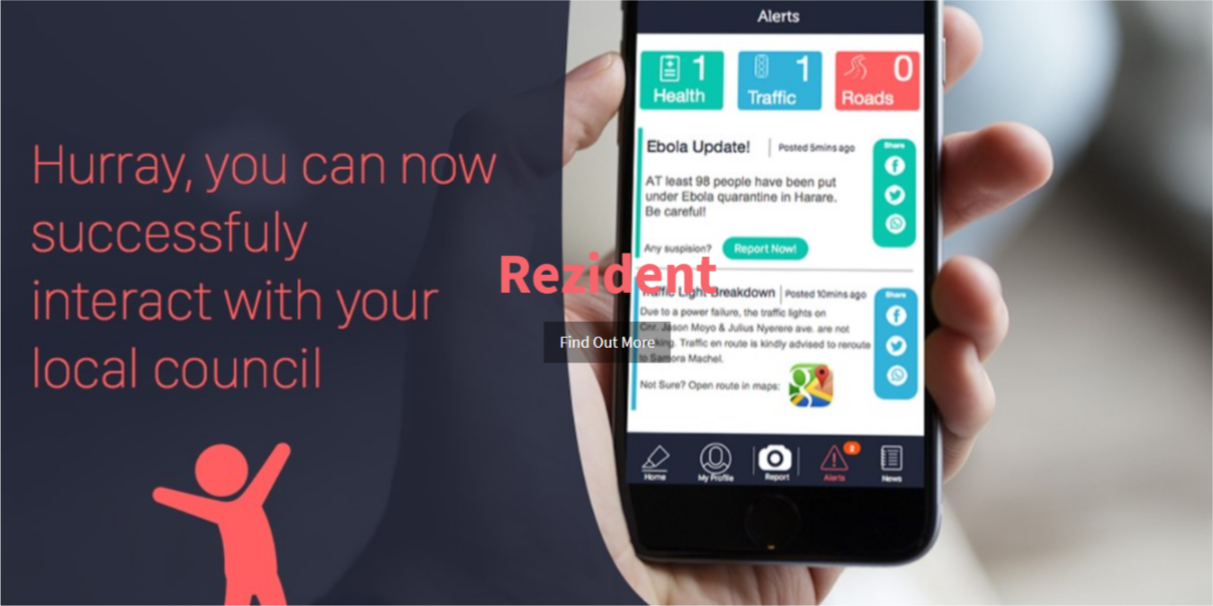 Hurray, you can now
successfuly
interact with your
local council
Rezident
Find Out More
Alerts
1
Health
1
Traffic
0
Roads
Ebola Update!
Posted 5mins ago
AT least 98 people have been put
under Ebola quarantine in Harare.
Be careful!
Any suspision?
Report Now!
Share
Traffic Light Breakdown
Posted 10mins ago
Due to a power failure, the traffic lights on
Cnr. Jason Moyo & Julius Nyerere ave. are not
Traffic en route is kindly advised to reroute
to Samora Machel.
Not Sure? Open route in maps:
Share
Home
My Profile
Report
Alerts
2
News